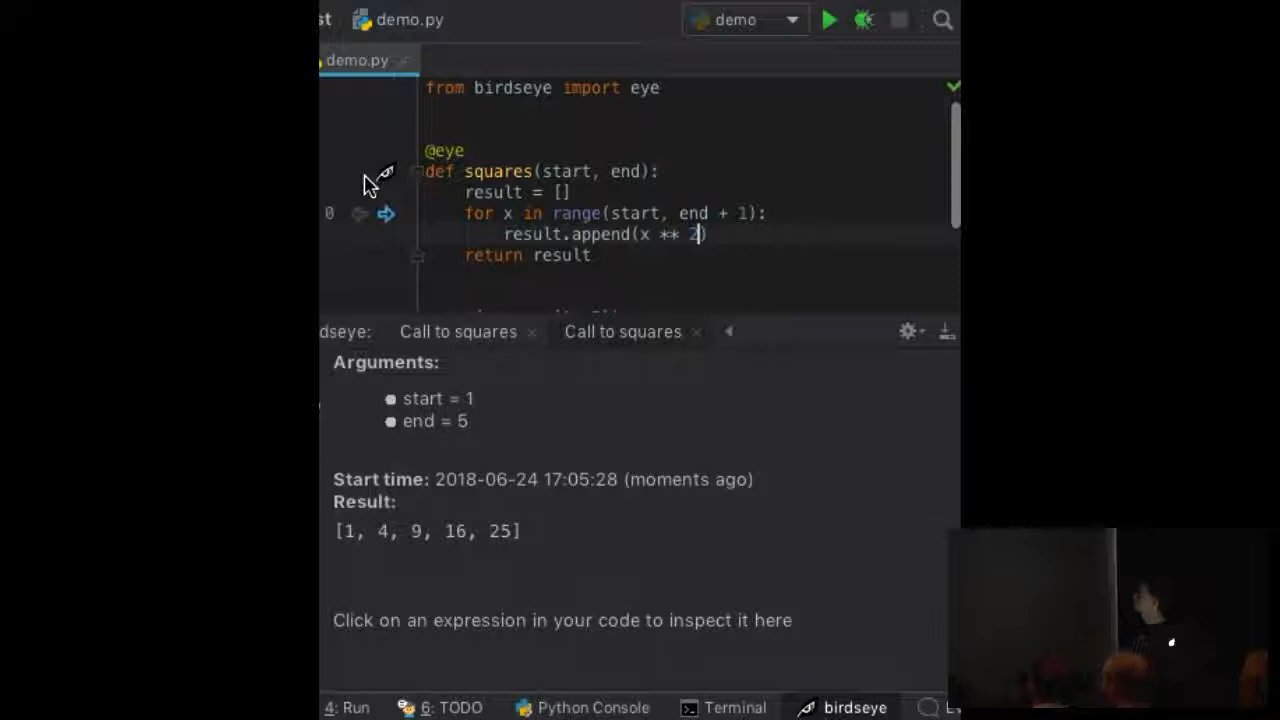 st demo.py demo
demo.py
from birdseye import eye
@eye
def squares(start, end):
result = []
0 for x in range(start, end + 1):
result.append(x ** 2)
return result
dseye: Call to squares Call to squares
Arguments:
start = 1
end = 5
Start time: 2018-06-24 17:05:28 (moments ago)
Result:
[1, 4, 9, 16, 25]
Click on an expression in your code to inspect it here
4: Run 6: TODO Python Console Terminal birdseye